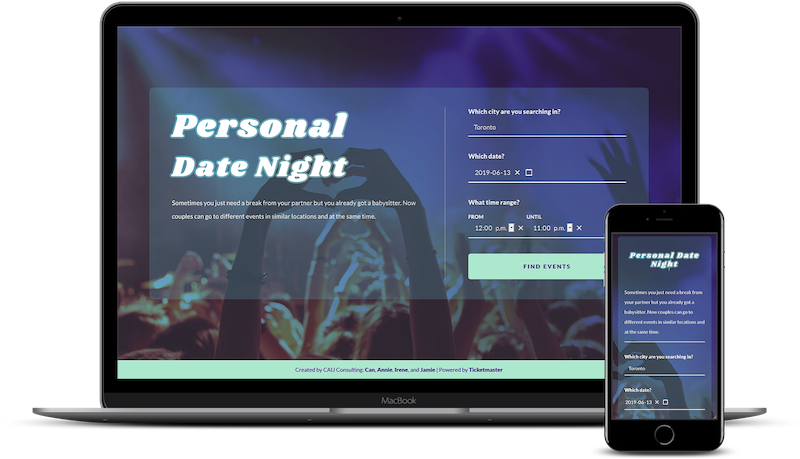 Personal
Date Night
Sometimes you just need a break from your partner but you already got a babysitter. Now
couples can go to different events in similar locations and at the same time.
Which city are you searching in?
Toronto
Which date?
2019-06-13
What time range?
FROM UNTIL
12:00 p.m. 11:00 p.m.
FIND EVENTS
Created by CAIJ Consulting: Can, Annie, Irene, and Jamie | Powered by Ticketmaster
MacBook
Personal Date
Night
Sometimes you just need a break from
your partner but you already got a
babysitter. Now couples can go to
different events in similar locations and
at the same time.
Which city are you searching in?
Toronto
Which date?
2019-06-13